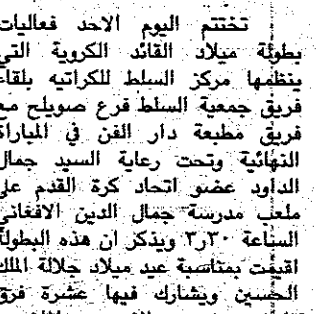 تختتم اليوم الاحد فعاليات
بطولة ميلاد القائد الكروية التي
ينظمها مركز السلط للكراتيه بلقاء
فريق جمعية السلط فرع صويلح مع
فريق مطبعة دار الفن في المباراة
النهائية وتحت رعاية السيد جمال
الداود عضو اتحاد كرة القدم على
ملعب مدرسة جمال الدين الافغاني
الساعة ٣٠ر٣ ويذكر ان هذه البطولة
اقيمت بمناسبة عيد ميلاد جلالة الملك
الحسين ويشارك فيها عشرة فرق